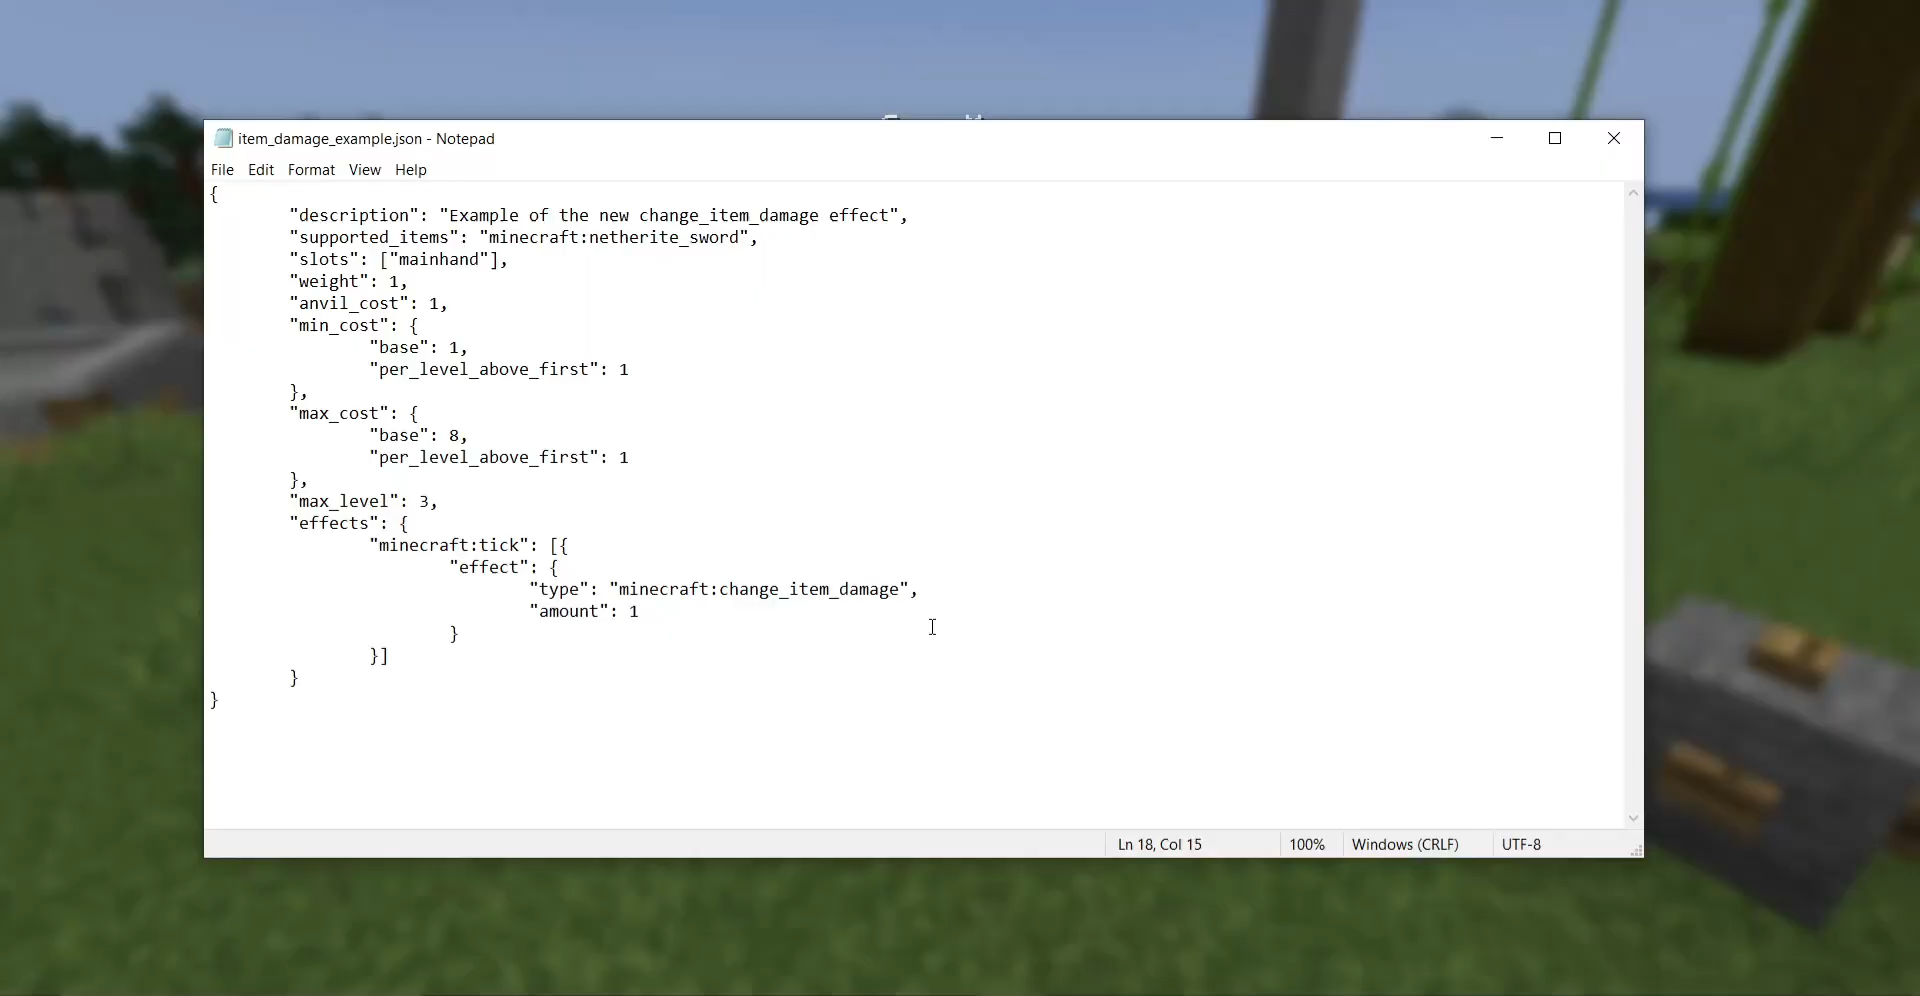 item_damage_example.json - Notepad
File Edit Format View Help
{
"description": "Example of the new change_item_damage effect",
"supported_items": "minecraft:netherite_sword",
"slots": ["mainhand"],
"weight": 1,
"anvil_cost": 1,
"min_cost": {
"base": 1,
"per_level_above_first": 1
},
"max_cost": {
"base": 8,
"per_level_above_first": 1
},
"max_level": 3,
"effects": {
"minecraft:tick": [{
"effect": {
"type": "minecraft:change_item_damage",
"amount": 1
}
}]
}
}
Ln 18, Col 15 100% Windows (CRLF) UTF-8